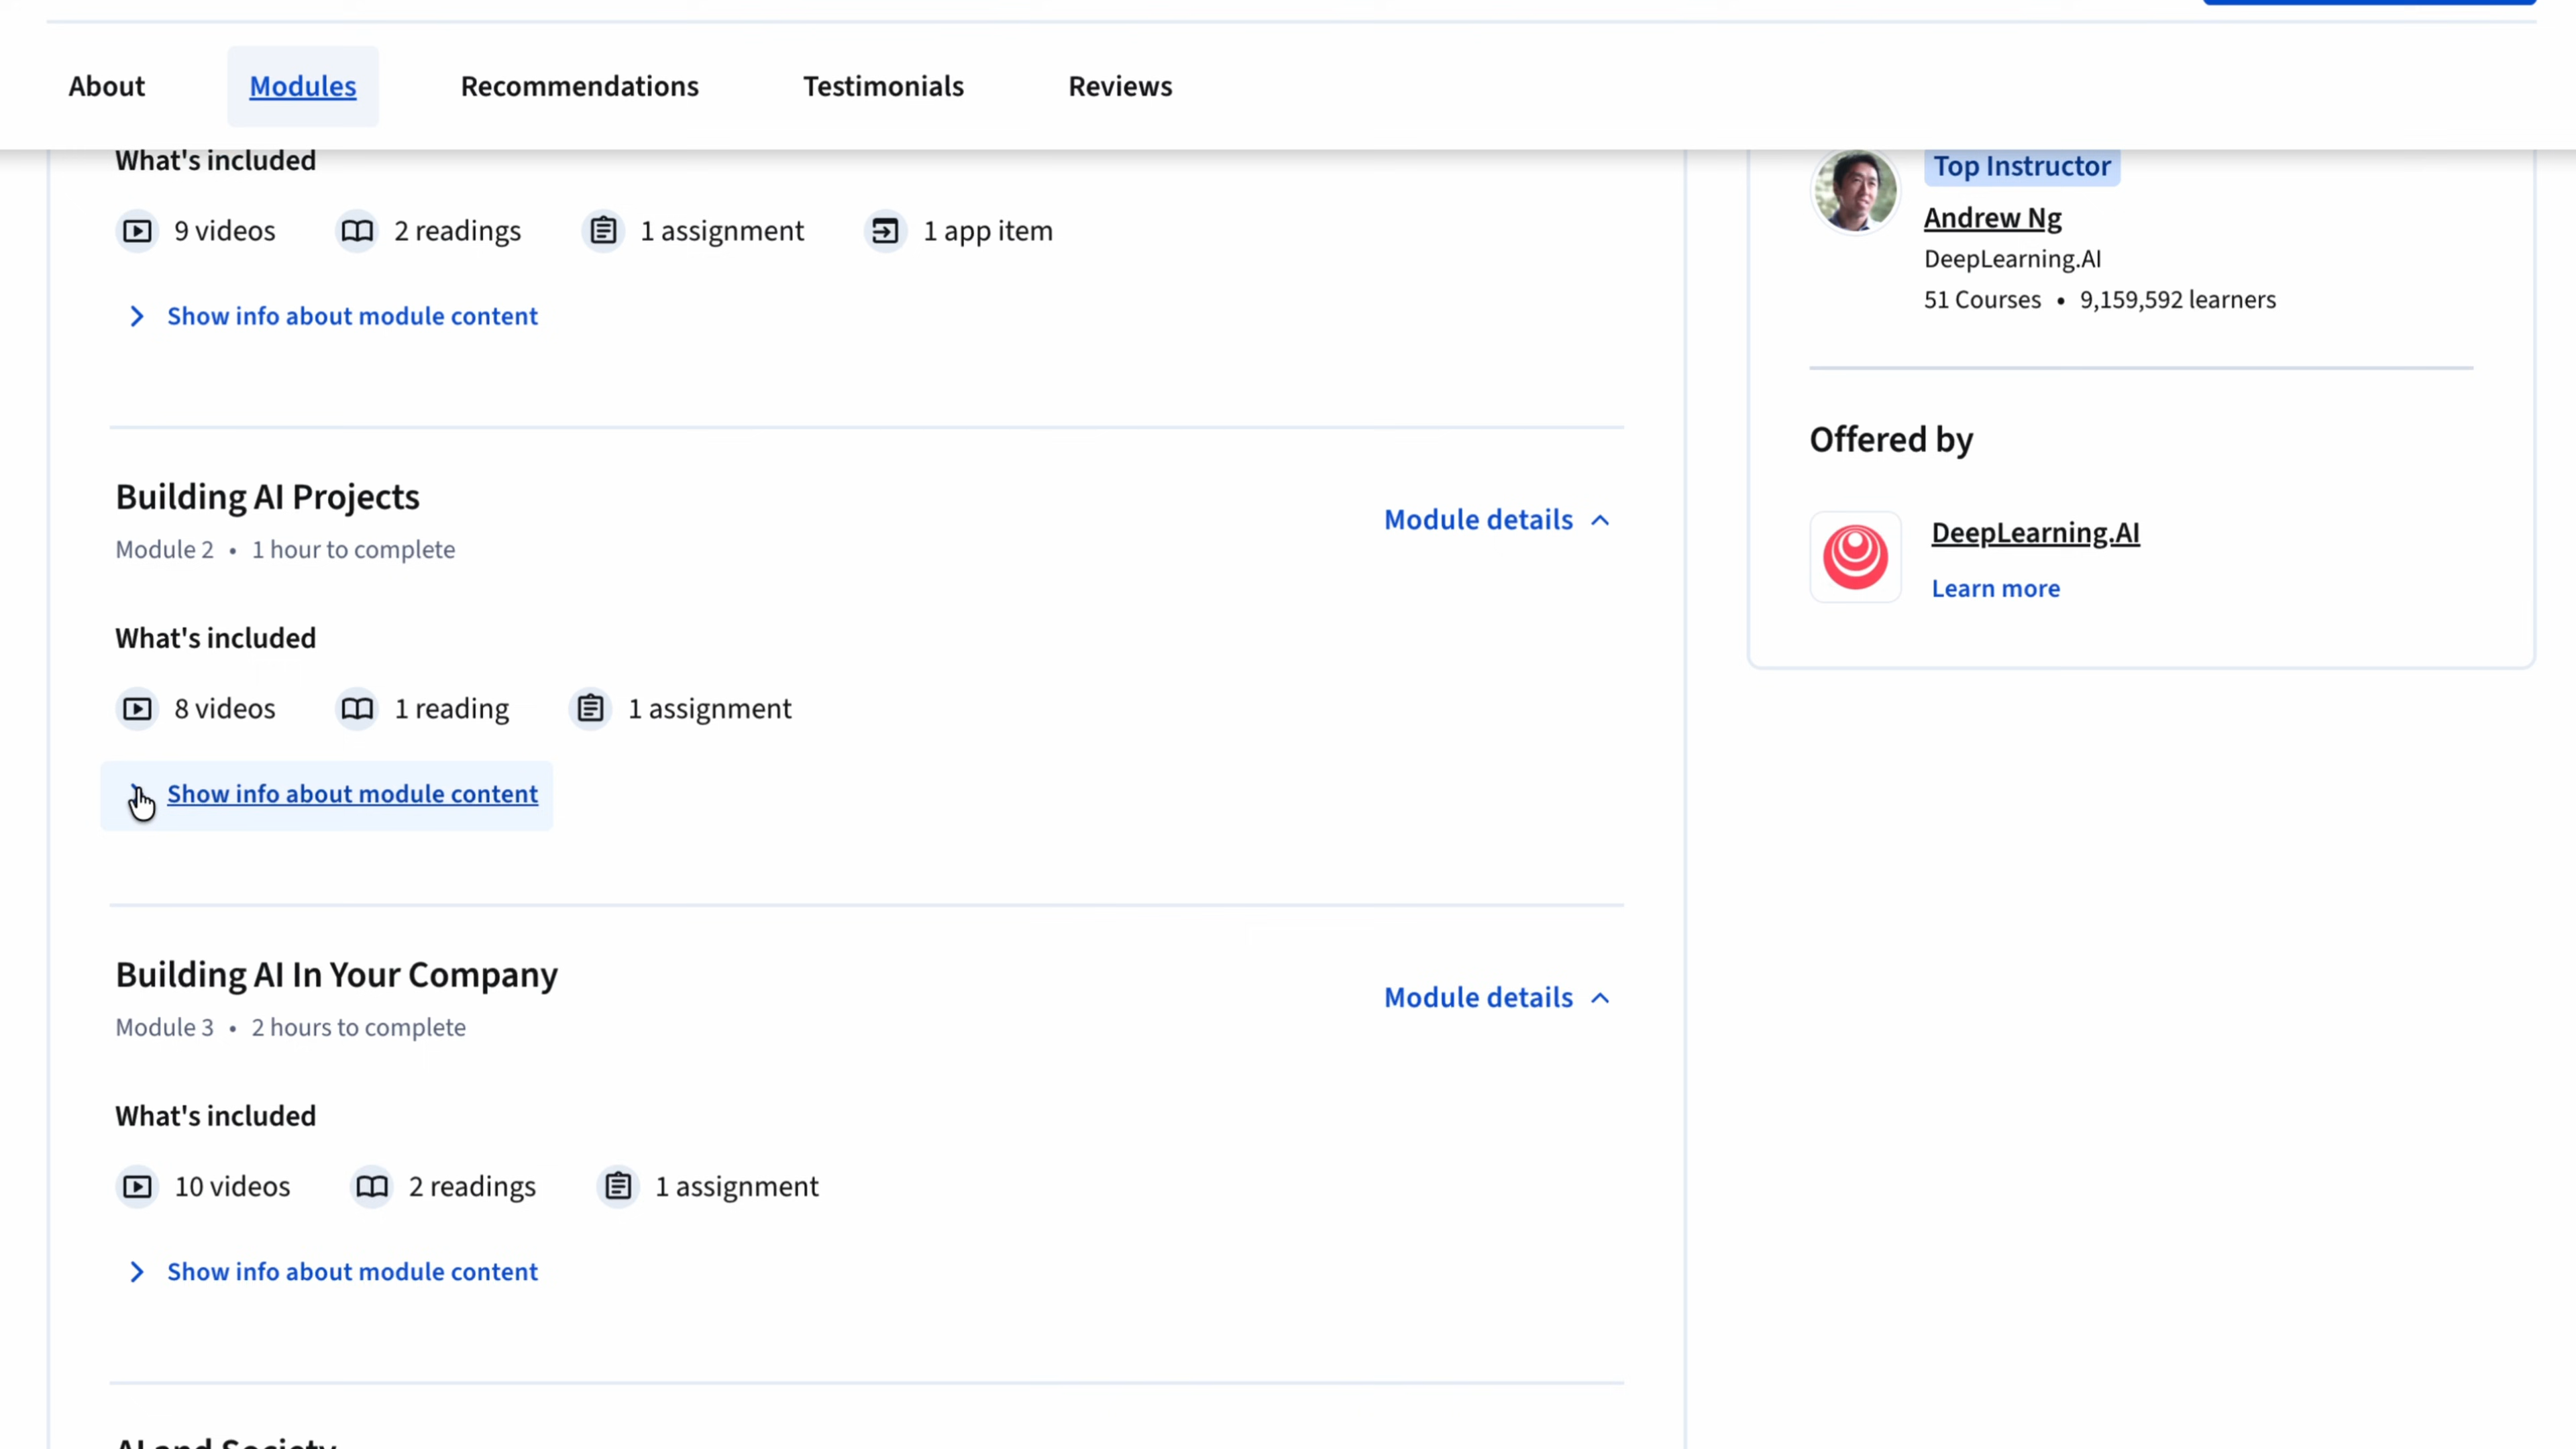 About Modules Recommendations Testimonials Reviews
What's included
9 videos 2 readings 1 assignment 1 app item
Show info about module content
Building AI Projects
Module details
Module 2 • 1 hour to complete
What's included
8 videos 1 reading 1 assignment
Show info about module content
Building AI In Your Company
Module details
Module 3 • 2 hours to complete
What's included
10 videos 2 readings 1 assignment
Show info about module content
AI and Society
Top Instructor
Andrew Ng
DeepLearning.AI
51 Courses • 9,159,592 learners
Offered by
DeepLearning.AI
Learn more